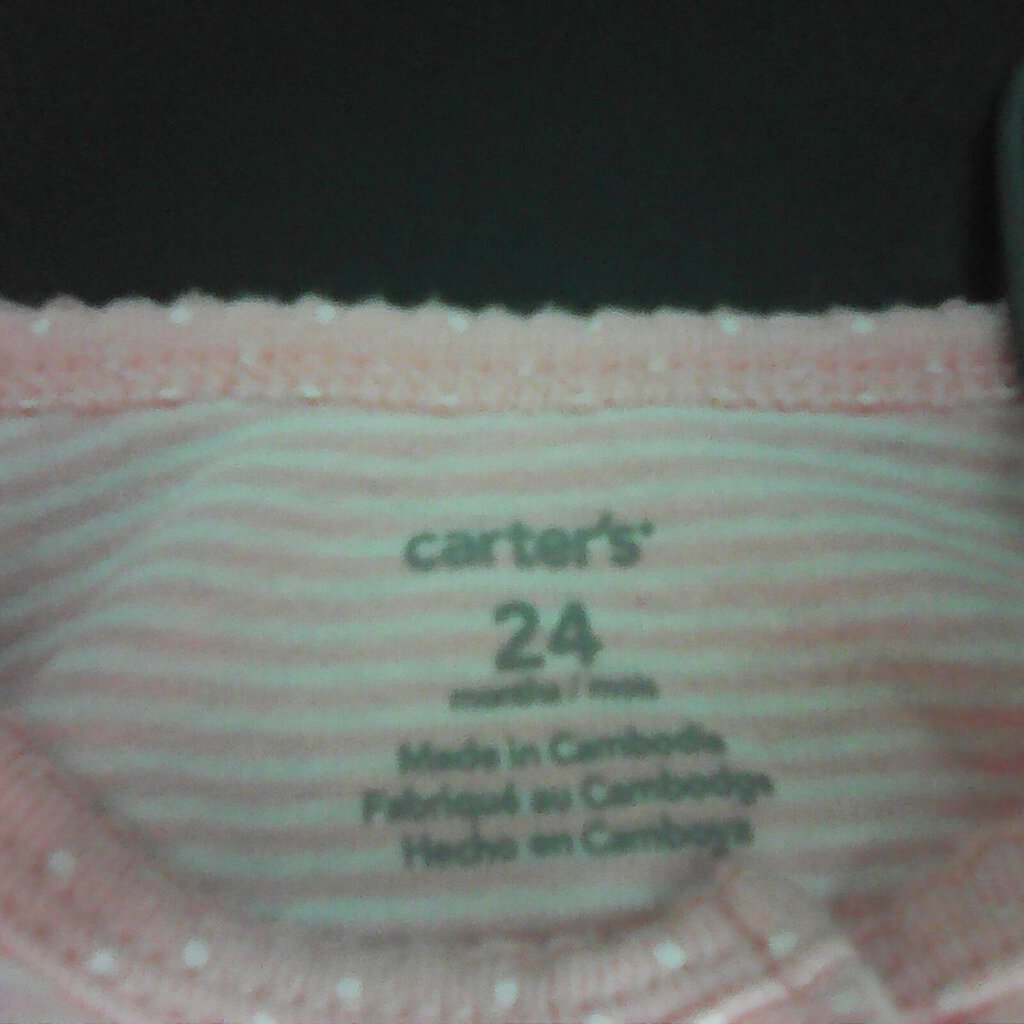 carter's
24
months / mois
Made in Cambodia
Fabriqué au Cambodge
Hecho en Camboya